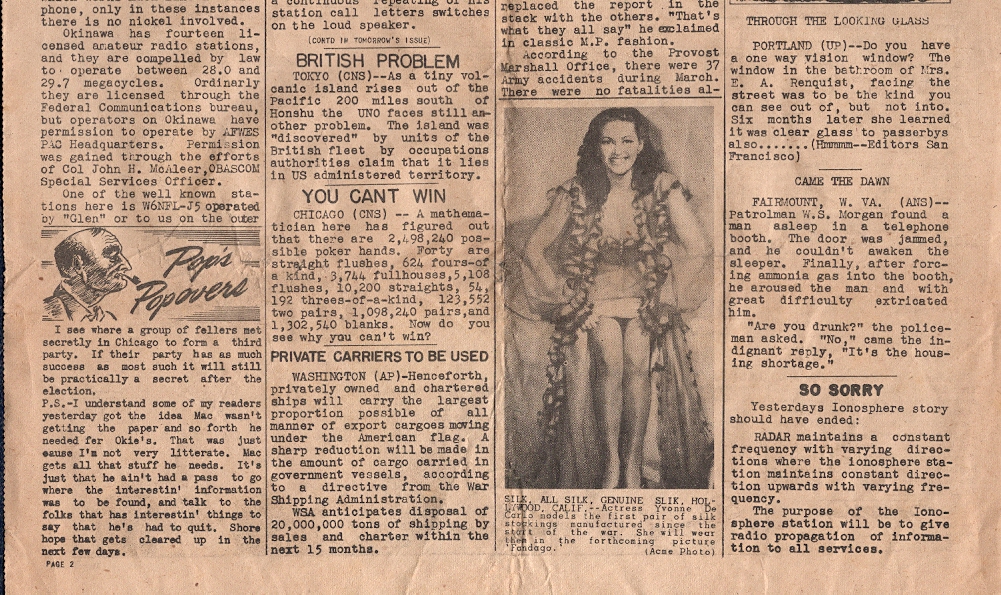 phone, only in these instances
there is no nickel involved.
Okinawa has fourteen li-
censed amateur radio stations,
and they are compelled by law
to operate between 28.0 and
29.7 megacycles. Ordinerly
they are licensed through the
Federal Communications bureau,
but operators on Okinawa have
permission to operate by AFWES
PAC Headquarters. Permission
was gained through the efforts
of Col John H. McAleer, OBASCOM
Special Services Officer.
One of the well known sta-
tions here is W6NFL-J5 operated
by "Glen" or to us on the outer
Pop's
Popovers
I see where a group of fellers met
secretly in Chicago to form a third
party. If their party has as much
success as most such it will still
be practically a secret after the
election.
P.S.-I understand some of my readers
yesterday got the idea Mac wasn't
getting the paper and so forth he
needed fer Okie's. That was just
cause I'm not very litterate. Mac
gets all that stuff he needs. It's
just that he ain't had a pass to go
where the interestin' information
was to be found, and talk to the
folks that has interestin' things to
say that he's had to quit. Shore
hope that gets cleared up in the
next few days.
PAGE 2
a continuous repeating of his
station call letters switches
on the loud speaker.
(CONTD IN TOMORROW'S ISSUE)
BRITISH PROBLEM
TOKYO (CNS)--As a tiny vol-
canic island rises out of the
Pacific 200 miles south of
Honshu the UNO faces still an-
other problem. The island was
"discovered" by units of the
British fleet by occupations
authorities claim that it lies
in US administered territory.
YOU CANT WIN
CHICAGO (CNS) -- A mathema-
tician here has figured out
that there are 2,498,240 pos-
sible poker hands. Forty are
straight flushes, 624 fours-of
a kind, 3,744 fullhouses, 5,108
flushes, 10,200 straights, 54,
192 threes-of-a-kind, 123,552
two pairs, 1,098,240 pairs, and
1,302,540 blanks. Now do you
see why you can't win?
PRIVATE CARRIERS TO BE USED
WASHINGTON (AP)-Henceforth,
privately owned and chartered
ships will carry the largest
proportion possible of all
manner of export cargoes moving
under the American flag. A
sharp reduction will be made in
the amount of cargo carried in
government vessels, according
to a directive from the War
Shipping Administration.
WSA anticipates disposal of
20,000,000 tons of shipping by
sales and charter within the
next 15 months.
replaced the report in the
stack with the others. "That's
what they all say" he exclaimed
in classic M.P. fashion.
According to the Provost
Marshall Office, there were 37
Army accidents during March.
There were no fatalities al-
SILK, ALL SILK, GENUINE SLIK, HOL-
LYWOOD, CALIF.--Actress Yvonne De
Carlo models the first pair of silk
stockings manufactured since the
start of the war. She will wear
them in the forthcoming picture
'Fandago.'
(Acme Photo)
THROUGH THE LOOKING GLASS
PORTLAND (UP)--Do you have
a one way vision window? The
window in the bathroom of Mrs.
E. A. Renquist, facing the
street was to be the kind you
can see out of, but not into.
Six months later she learned
it was clear glass to passerbys
also.......(Hmmmm--Editors San
Francisco)
CAME THE DAWN
FAIRMOUNT, W. VA. (ANS)--
Patrolman W.S. Morgan found a
man asleep in a telephone
booth. The door was jammed,
and he couldn't awaken the
sleeper. Finally, after forc-
ing ammonia gas into the booth,
he aroused the man and with
great difficulty extricated
him.
"Are you drunk?" the police-
man asked. "No," came the in-
dignant reply, "It's the hous-
ing shortage."
SO SORRY
Yesterdays Ionosphere story
should have ended:
RADAR maintains a constant
frequency with varying direc-
tions where the ionosphere sta-
tion maintains constant direc-
tion upwards with varying fre-
quency.
The purpose of the Iono-
sphere station will be to give
radio propagation of informa-
tion to all services.